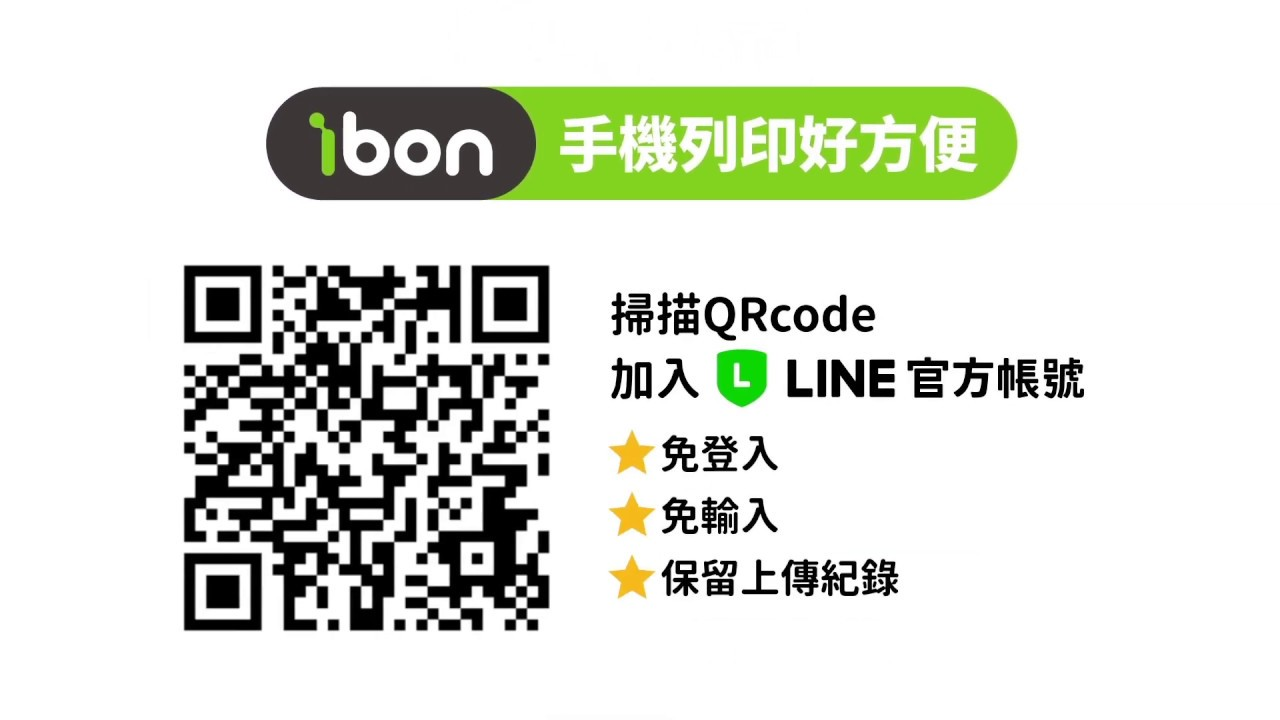 ibon 手機列印好方便
掃描QRcode
加入 L LINE 官方帳號
免登入
免輸入
保留上傳紀錄